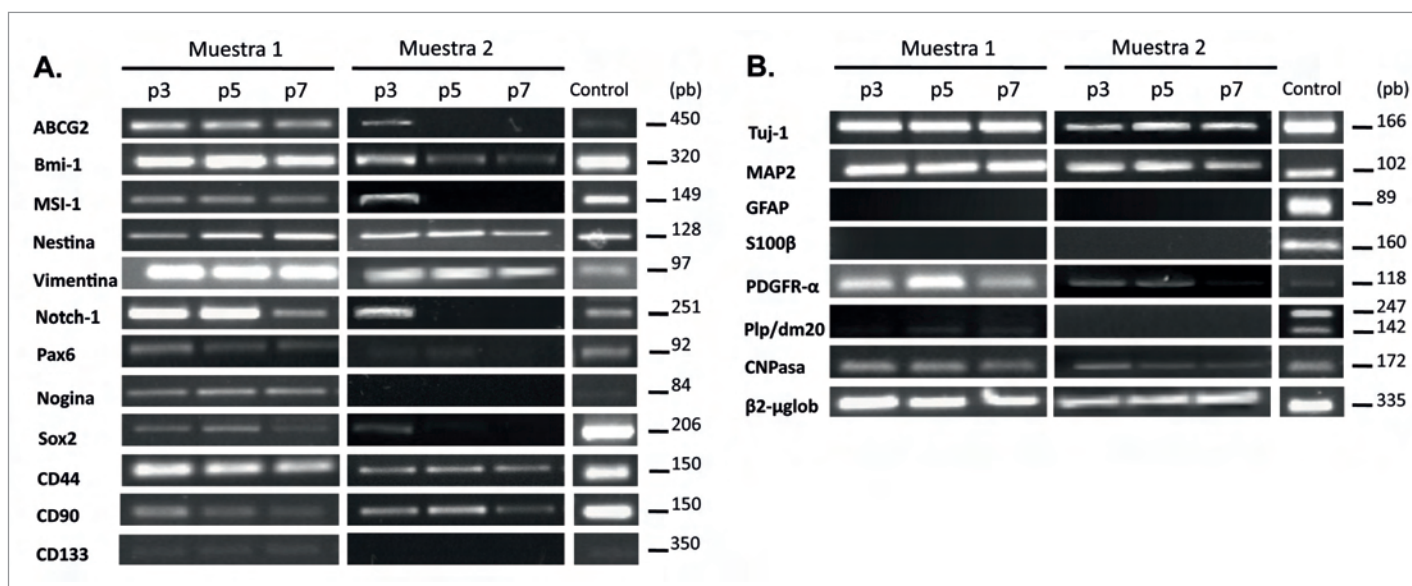 A.
Muestra 1 Muestra 2
p3 p5 p7 p3 p5 p7 Control (pb)
ABCG2 450
Bmi-1 320
MSI-1 149
Nestina 128
Vimentina 97
Notch-1 251
Pax6 92
Nogina 84
Sox2 206
CD44 150
CD90 150
CD133 350
B.
Muestra 1 Muestra 2
p3 p5 p7 p3 p5 p7 Control (pb)
Tuj-1 166
MAP2 102
GFAP 89
S100β 160
PDGFR-α 118
247
Plp/dm20 142
CNPasa 172
β2-μglob 335